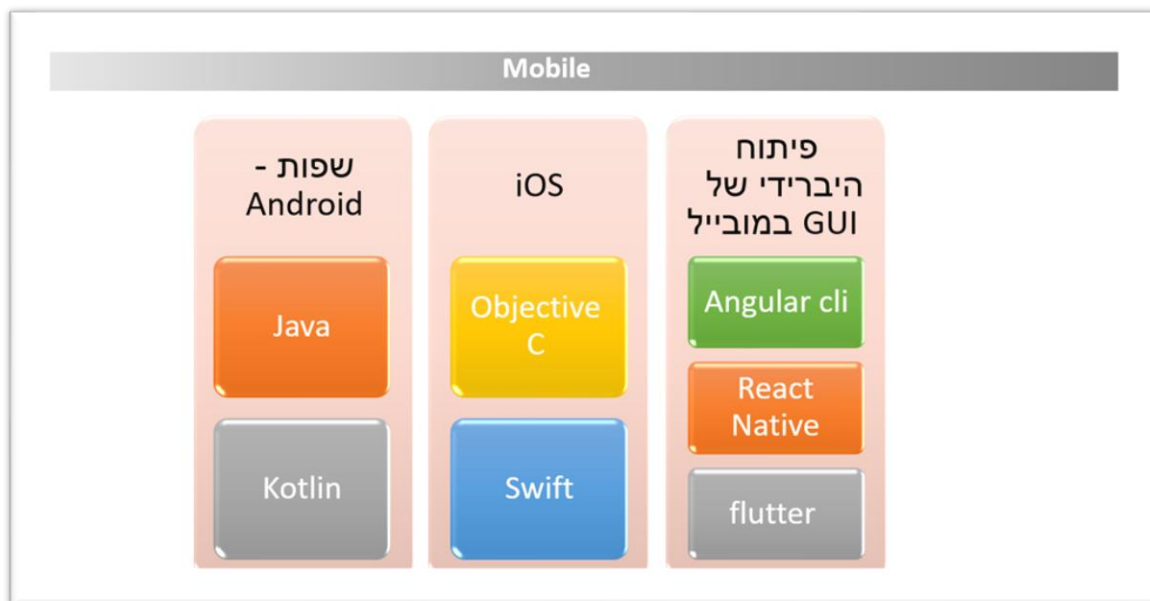 Mobile
שפות -
Android
Java
Kotlin
iOS
Objective
C
Swift
פיתוח
היברידי של
GUI במובייל
Angular cli
React
Native
flutter